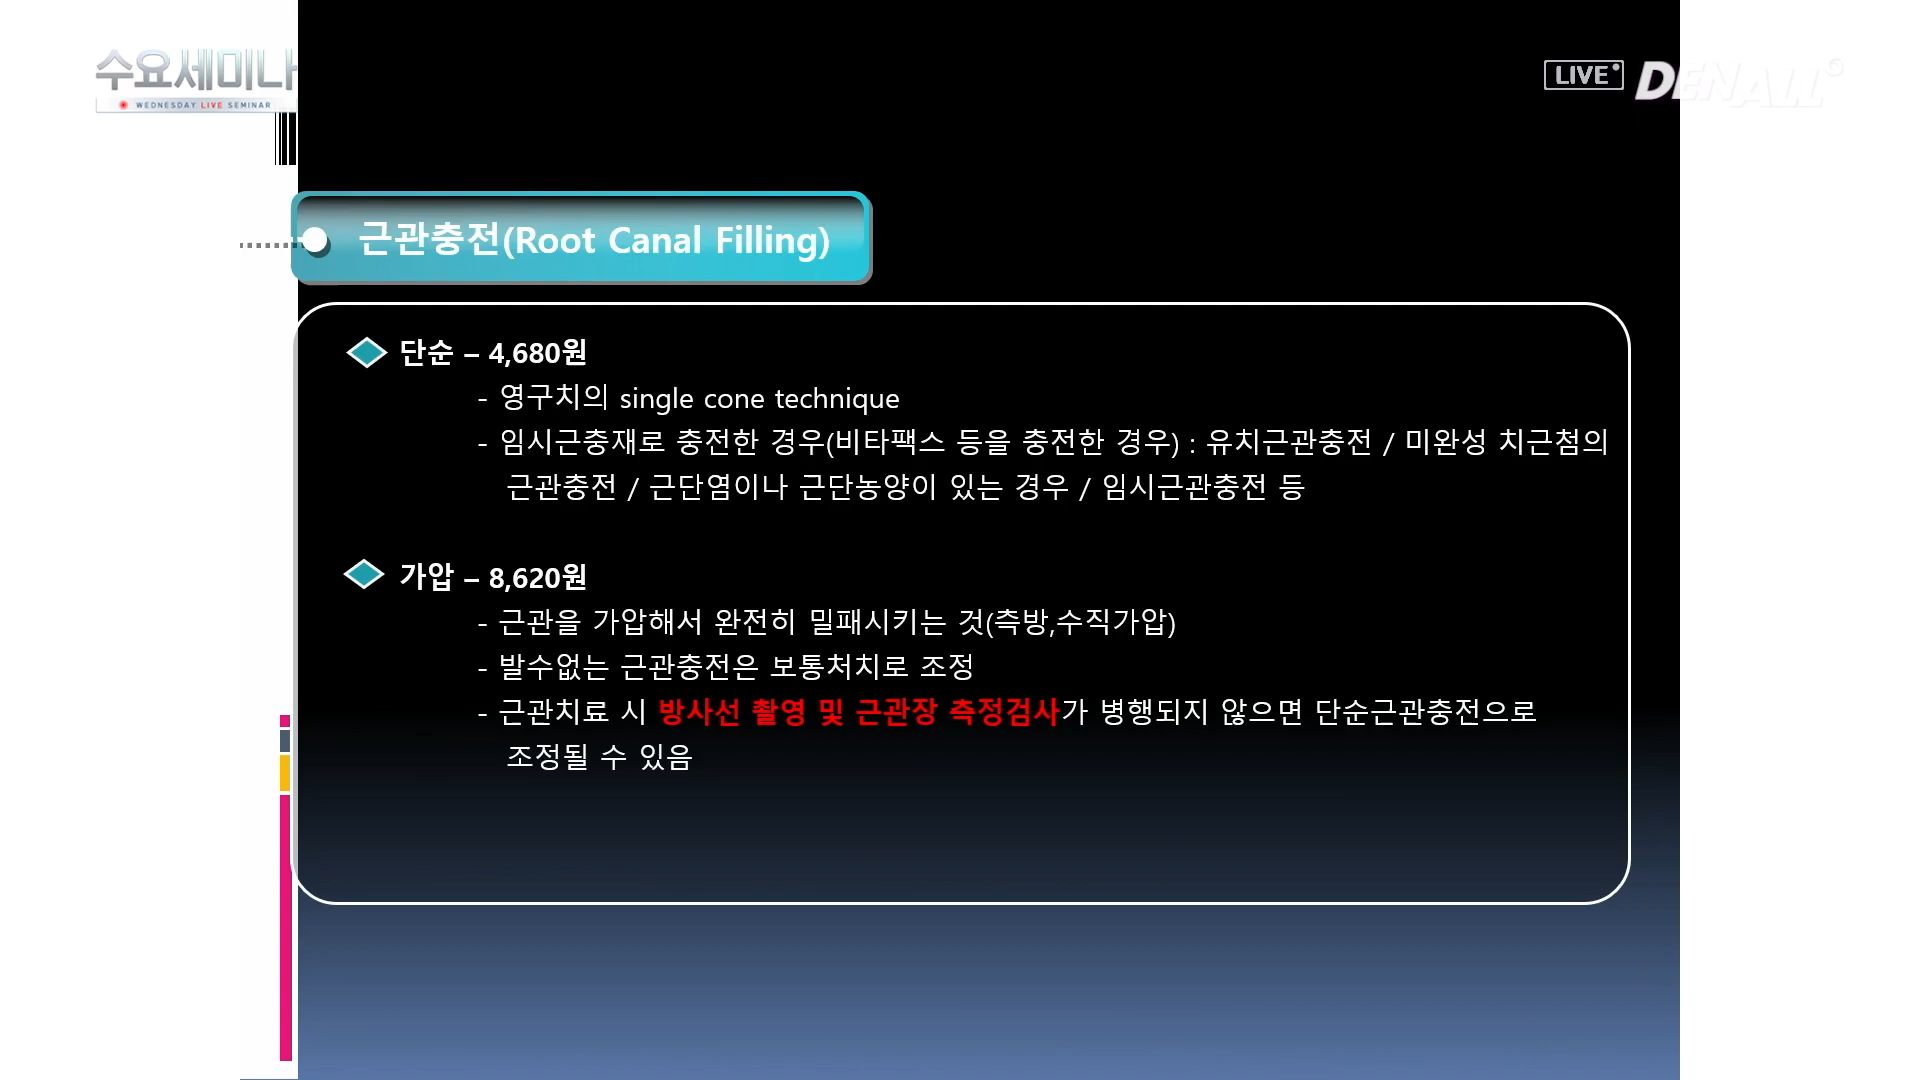 수요세미나
WEDNESDAY LIVE SEMINAR
LIVE
DENALL
근관충전(Root Canal Filling)
단순 – 4,680원
- 영구치의 single cone technique
- 임시근충재로 충전한 경우(비타팩스 등을 충전한 경우) : 유치근관충전 / 미완성 치근첨의
근관충전 / 근단염이나 근단농양이 있는 경우 / 임시근관충전 등
가압 – 8,620원
- 근관을 가압해서 완전히 밀패시키는 것(측방,수직가압)
- 발수없는 근관충전은 보통처치로 조정
- 근관치료 시 방사선 촬영 및 근관장 측정검사가 병행되지 않으면 단순근관충전으로
조정될 수 있음